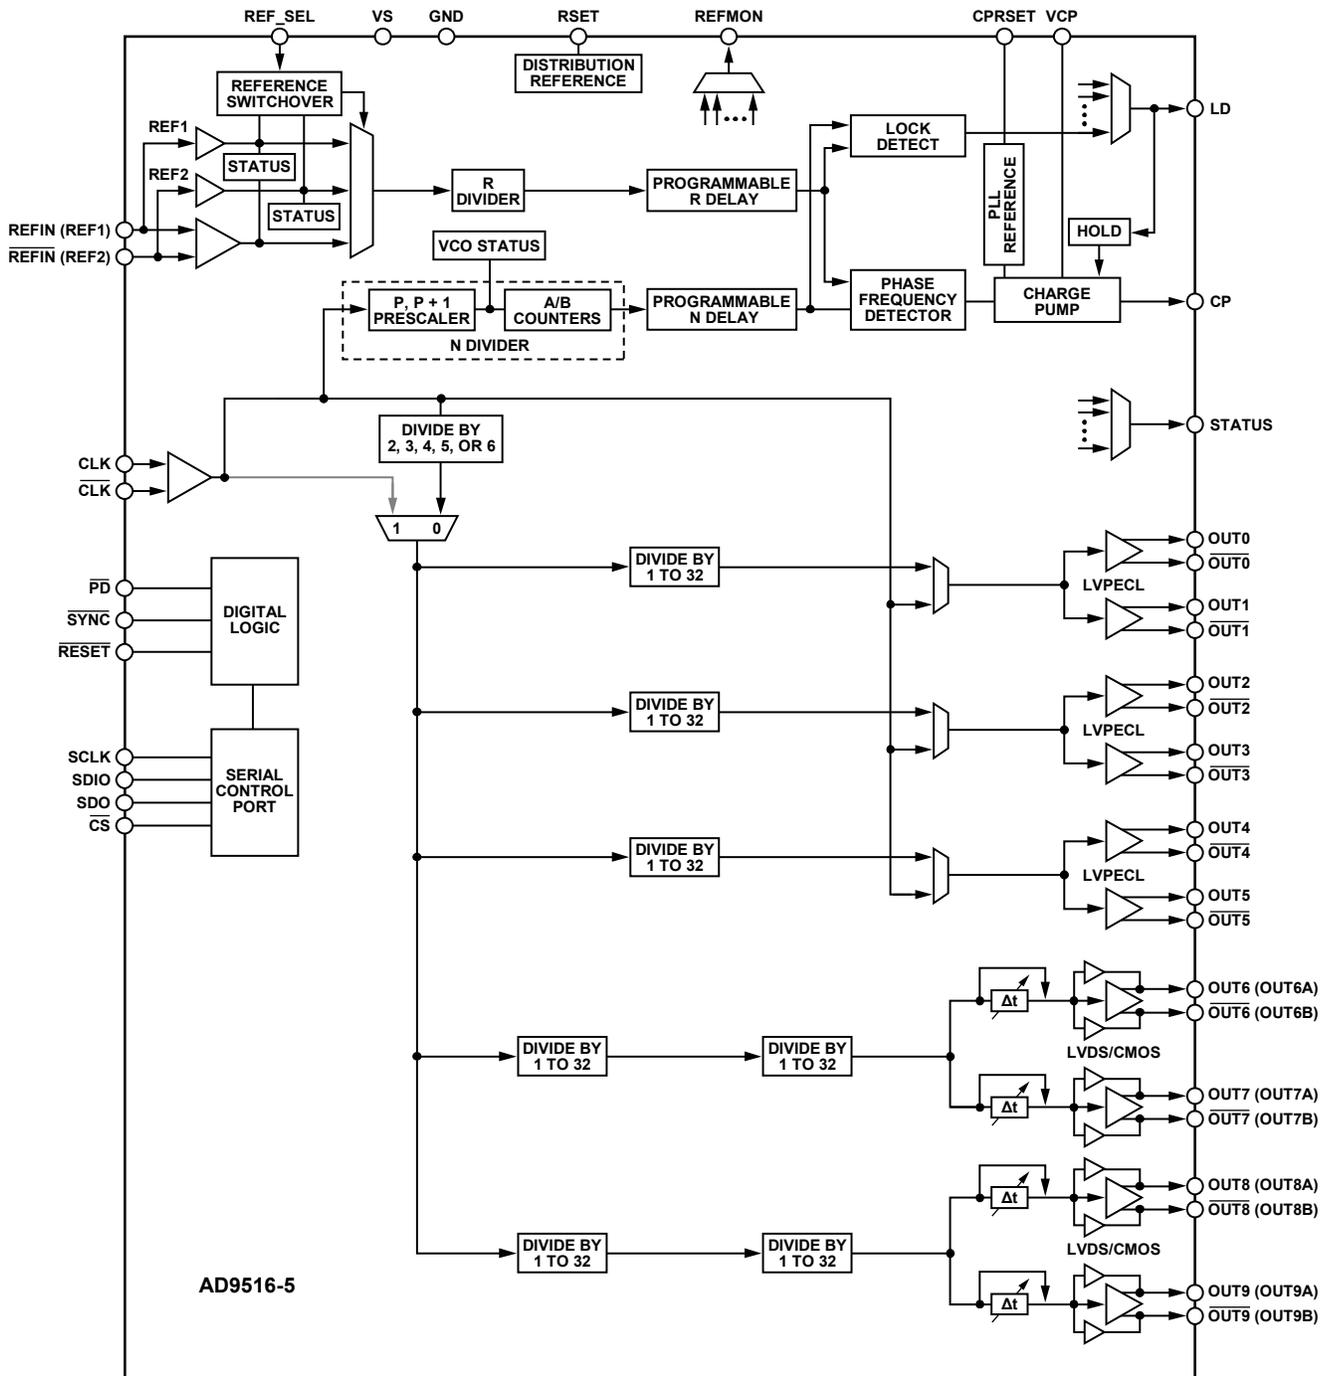 REF_SEL
VS
GND
RSET
REFMON
CPRSET
VCP
DISTRIBUTION
REFERENCE
REFERENCE
SWITCHOVER
LD
REF1
LOCK
DETECT
STATUS
REF2
R
DIVIDER
PROGRAMMABLE
R DELAY
PLL
REFERENCE
STATUS
HOLD
REFIN (REF1)
REFIN (REF2)
VCO STATUS
P, P + 1
PRESCALER
A/B
COUNTERS
PROGRAMMABLE
N DELAY
PHASE
FREQUENCY
DETECTOR
CHARGE
PUMP
CP
N DIVIDER
DIVIDE BY
2, 3, 4, 5, OR 6
STATUS
CLK
CLK
1
0
OUT0
OUT0
DIVIDE BY
1 TO 32
LVPECL
PD
SYNC
RESET
DIGITAL
LOGIC
OUT1
OUT1
OUT2
OUT2
DIVIDE BY
1 TO 32
LVPECL
OUT3
OUT3
SCLK
SDIO
SDO
CS
SERIAL
CONTROL
PORT
OUT4
OUT4
DIVIDE BY
1 TO 32
LVPECL
OUT5
OUT5
Δt
OUT6 (OUT6A)
OUT6 (OUT6B)
DIVIDE BY
1 TO 32
DIVIDE BY
1 TO 32
LVDS/CMOS
Δt
OUT7 (OUT7A)
OUT7 (OUT7B)
Δt
OUT8 (OUT8A)
OUT8 (OUT8B)
DIVIDE BY
1 TO 32
DIVIDE BY
1 TO 32
LVDS/CMOS
AD9516-5
Δt
OUT9 (OUT9A)
OUT9 (OUT9B)